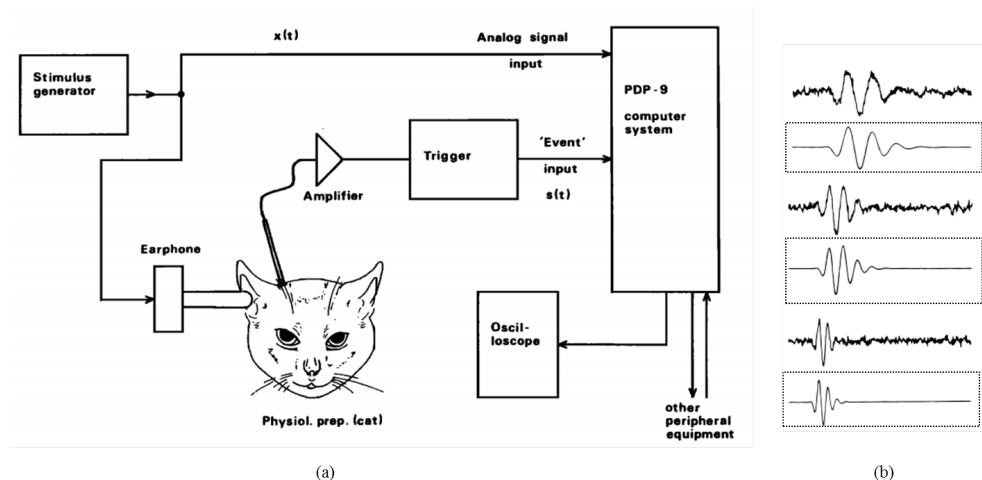 x(t)
Analog signal
input
Stimulus
generator
PDP-9
computer
system
Trigger
'Event'
input
s(t)
Amplifier
Earphone
Oscil-
loscope
Physiol. prep. (cat)
other
peripheral
equipment
(a)
(b)